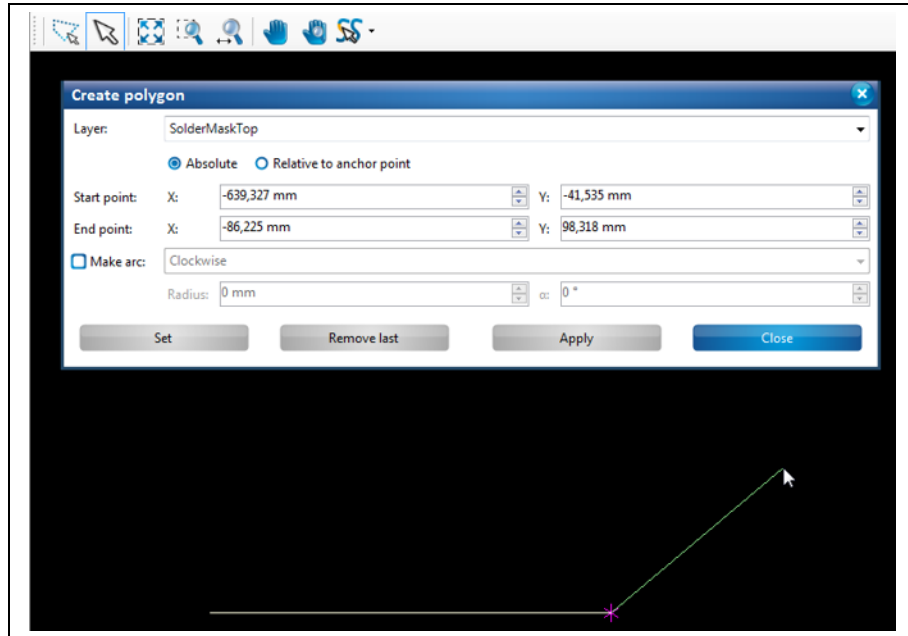 Create polygon
Layer: SolderMaskTop
Absolute Relative to anchor point
Start point: X: -639,327 mm Y: -41,535 mm
End point: X: -86,225 mm Y: 98,318 mm
Make arc: Clockwise
Radius: 0 mm α: 0 °
Set Remove last Apply Close